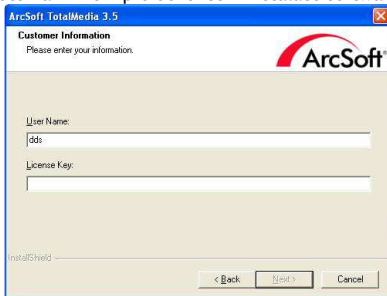 ArcSoft TotalMedia 3.5
Customer Information
Please enter your information.
ArcSoft
User Name:
dds
License Key:
InstallShield
< Back
Next >
Cancel